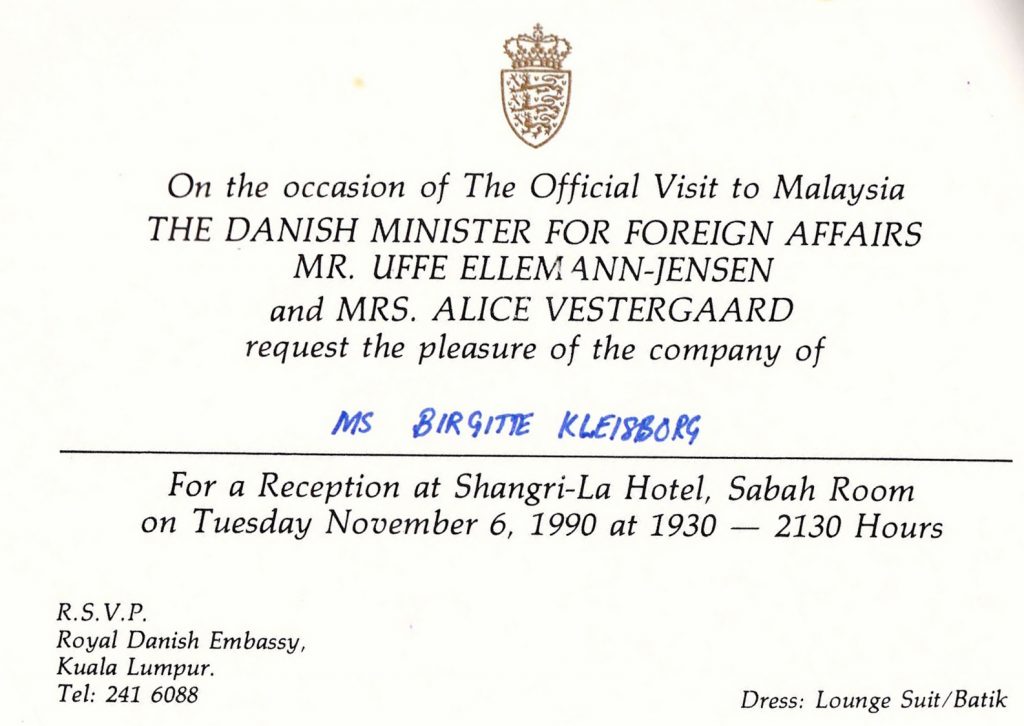 On the occasion of The Official Visit to Malaysia
THE DANISH MINISTER FOR FOREIGN AFFAIRS
MR. UFFE ELLEMANN-JENSEN
and MRS. ALICE VESTERGAARD
request the pleasure of the company of
MS BIRGITTE KLEISBORG
For a Reception at Shangri-La Hotel, Sabah Room
on Tuesday November 6, 1990 at 1930 — 2130 Hours
R.S.V.P.
Royal Danish Embassy,
Kuala Lumpur.
Tel: 241 6088
Dress: Lounge Suit/Batik